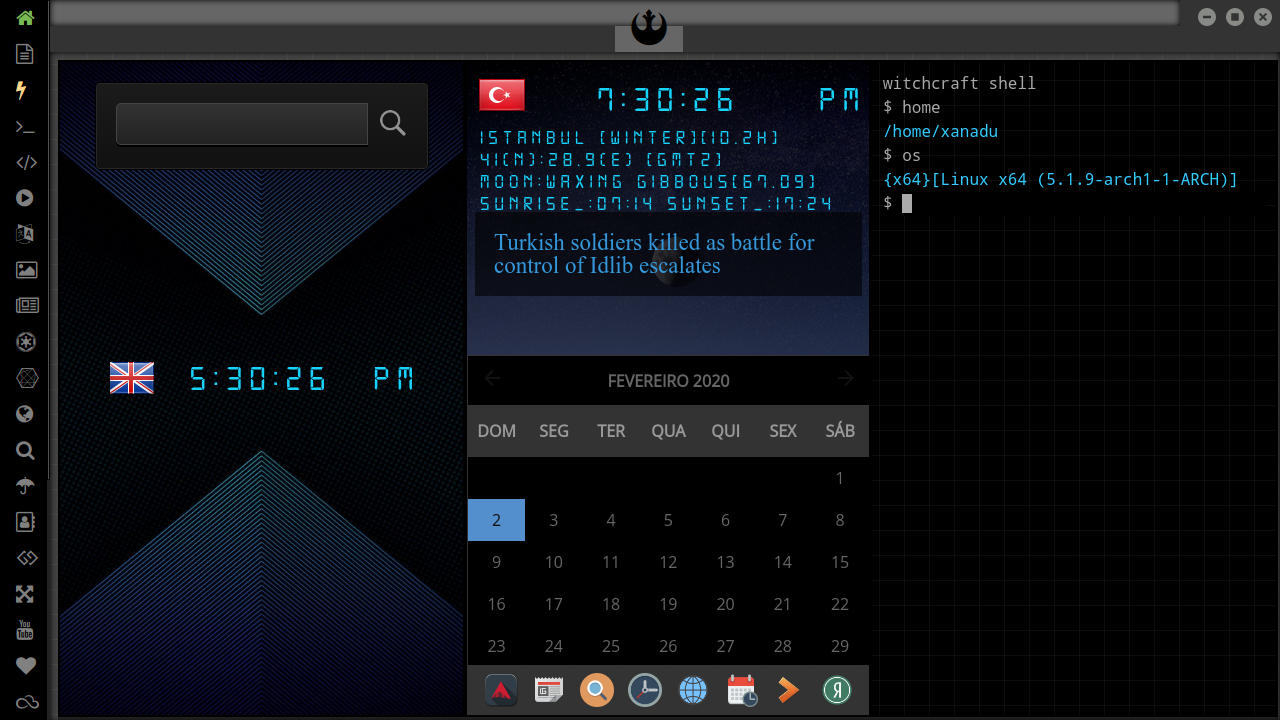 5:30:26 PM
7:30:26 PM
ISTANBUL [WINTER][10.2H]
41(N):28.9(E) [GMT2]
MOON:WAXING GIBBOUS(67.09)
SUNRISE_:07:14 SUNSET_:17:24
Turkish soldiers killed as battle for
control of Idlib escalates
FEVEREIRO 2020
DOM SEG TER QUA QUI SEX SÁB
1
2 3 4 5 6 7 8
9 10 11 12 13 14 15
16 17 18 19 20 21 22
23 24 25 26 27 28 29
witchcraft shell
$ home
/home/xanadu
$ os
{x64}[Linux x64 (5.1.9-arch1-1-ARCH)]
$
You
Tube
Я